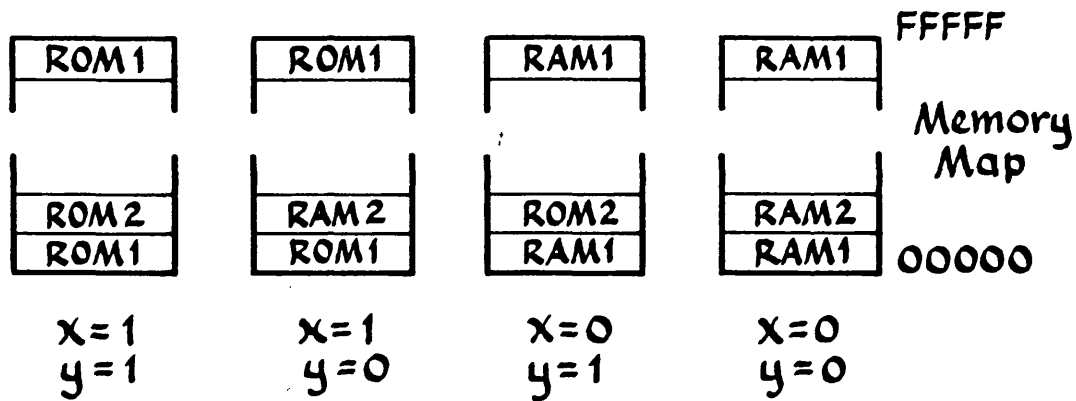 FFFFF
ROM1 ROM1 RAM1 RAM1
Memory
Map
ROM2 RAM2 ROM2 RAM2
ROM1 ROM1 RAM1 RAM1 00000
x=1 x=1 x=0 x=0
y=1 y=0 y=1 y=0